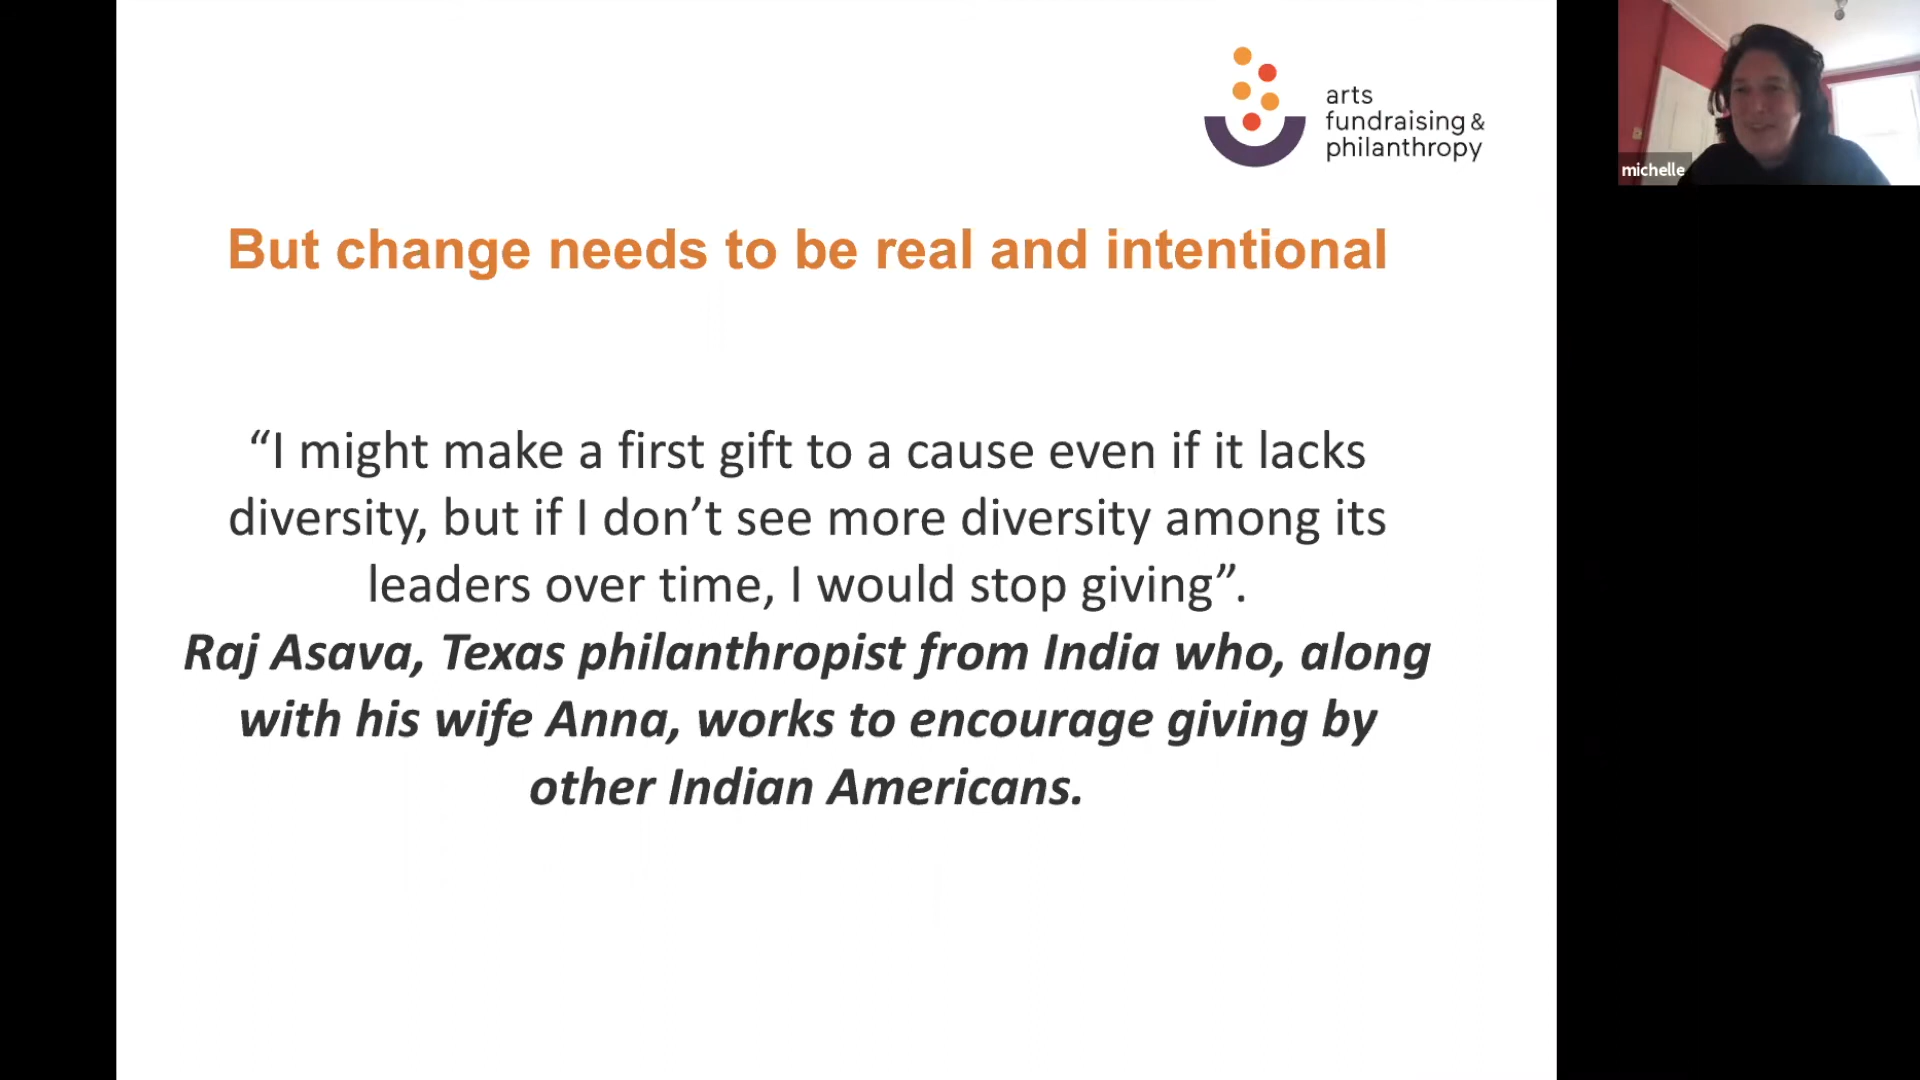 arts
fundraising &
philanthropy
michelle
But change needs to be real and intentional
“I might make a first gift to a cause even if it lacks
diversity, but if I don’t see more diversity among its
leaders over time, I would stop giving”.
Raj Asava, Texas philanthropist from India who, along
with his wife Anna, works to encourage giving by
other Indian Americans.